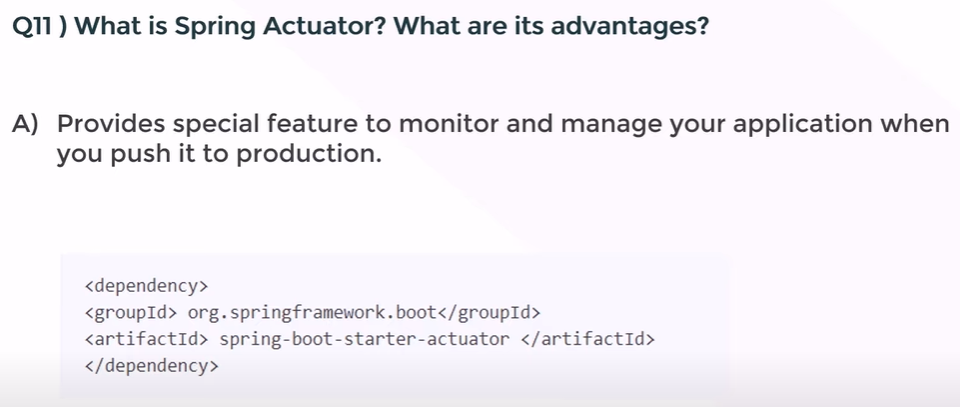 Q11 ) What is Spring Actuator? What are its advantages?
A) Provides special feature to monitor and manage your application when
you push it to production.
<dependency>
<groupId> org.springframework.boot</groupId>
<artifactId> spring-boot-starter-actuator </artifactId>
</dependency>